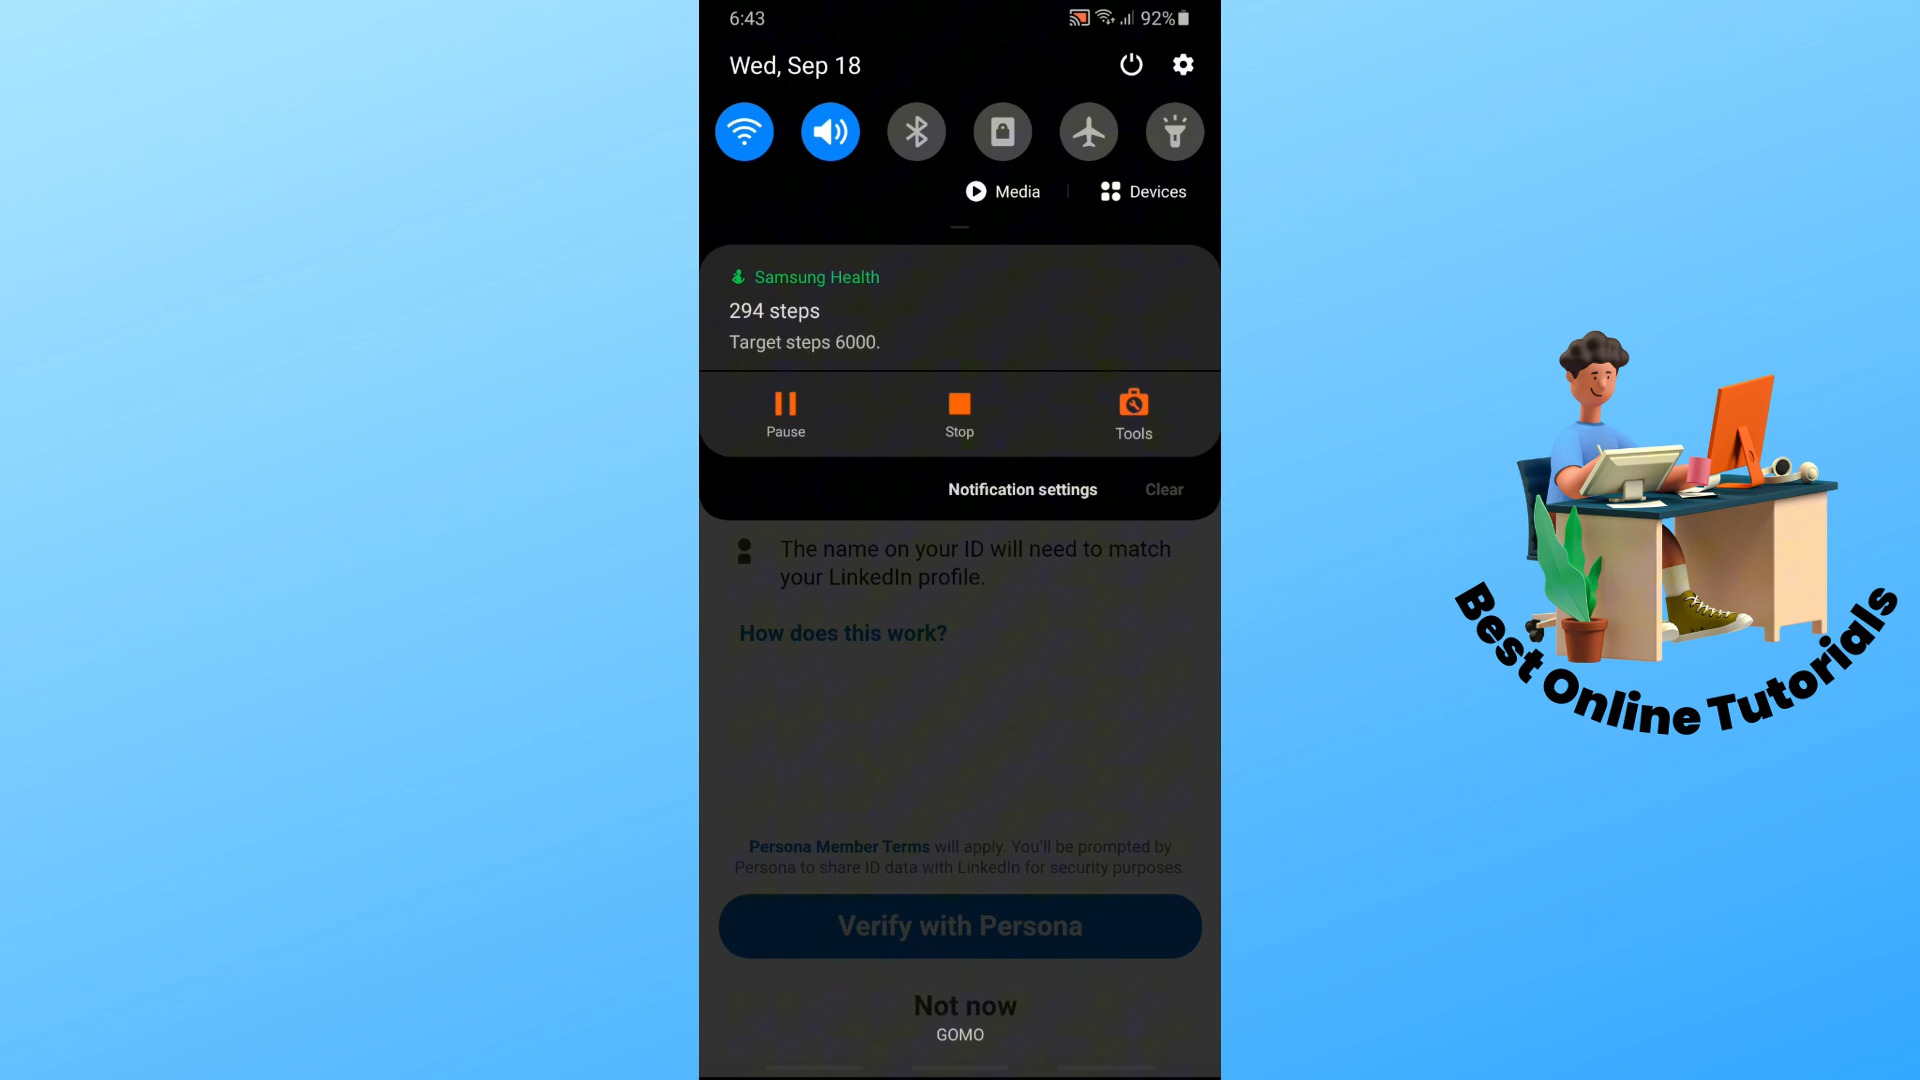 6:43
92%
Wed, Sep 18
Media
Devices
Samsung Health
294 steps
Target steps 6000.
Pause
Stop
Tools
Notification settings
Clear
The name on your ID will need to match
your LinkedIn profile.
How does this work?
Persona Member Terms will apply. You'll be prompted by
Persona to share ID data with LinkedIn for security purposes.
Verify with Persona
Not now
GOMO
Best Online Tutorials